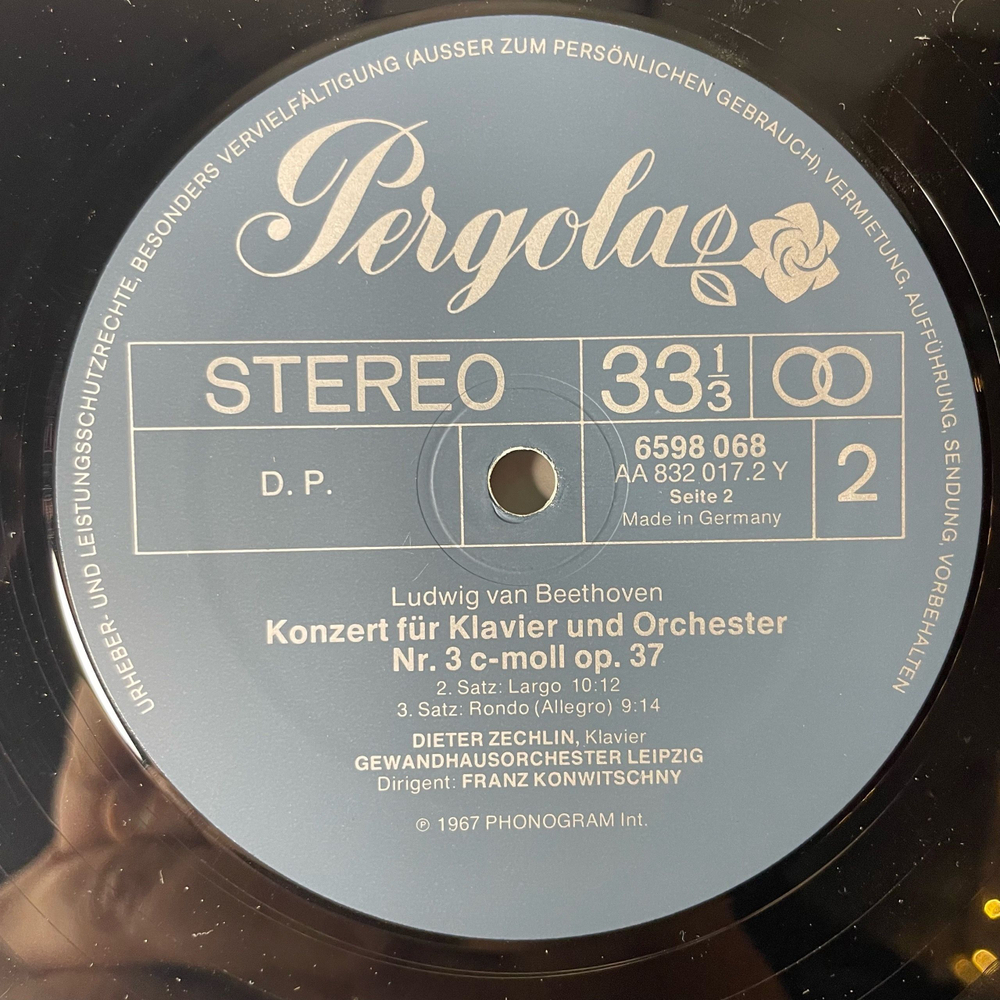 URHEBER- UND LEISTUNGSSCHUTZRECHTE, BESONDERS VERVIELFÄLTIGUNG (AUSSER ZUM PERSÖNLICHEN GEBRAUCH), VERMIETUNG, AUFFÜHRUNG, SENDUNG, VORBEHALTEN
Pergola
STEREO 33 1/3
D. P.
6598 068
AA 832 017.2 Y
Seite 2
Made in Germany
2
Ludwig van Beethoven
Konzert für Klavier und Orchester
Nr. 3 c-moll op. 37
2. Satz: Largo 10:12
3. Satz: Rondo (Allegro) 9:14
DIETER ZECHLIN, Klavier
GEWANDHAUSORCHESTER LEIPZIG
Dirigent: FRANZ KONWITSCHNY
℗ 1967 PHONOGRAM Int.